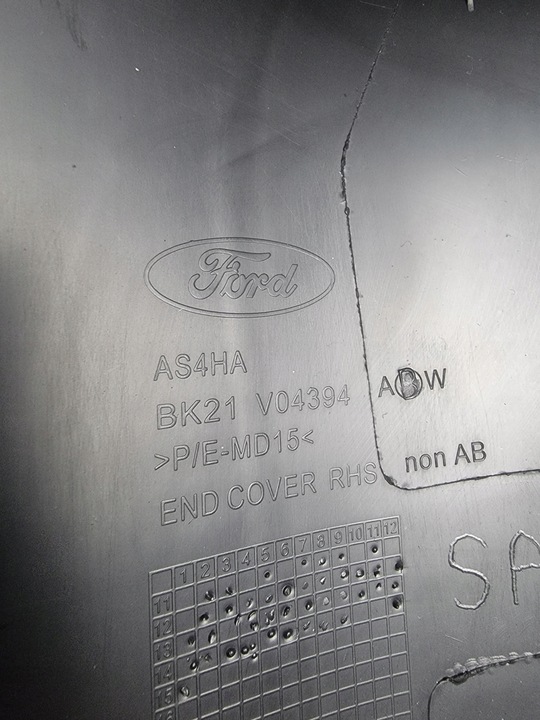 Ford
AS4HA
BK21 V04394
>P/E-MD15<
END COVER RHS
non AB
SA
1 2 3 4 5 6 7 8 9 10 11 12
11
12
13
14
15